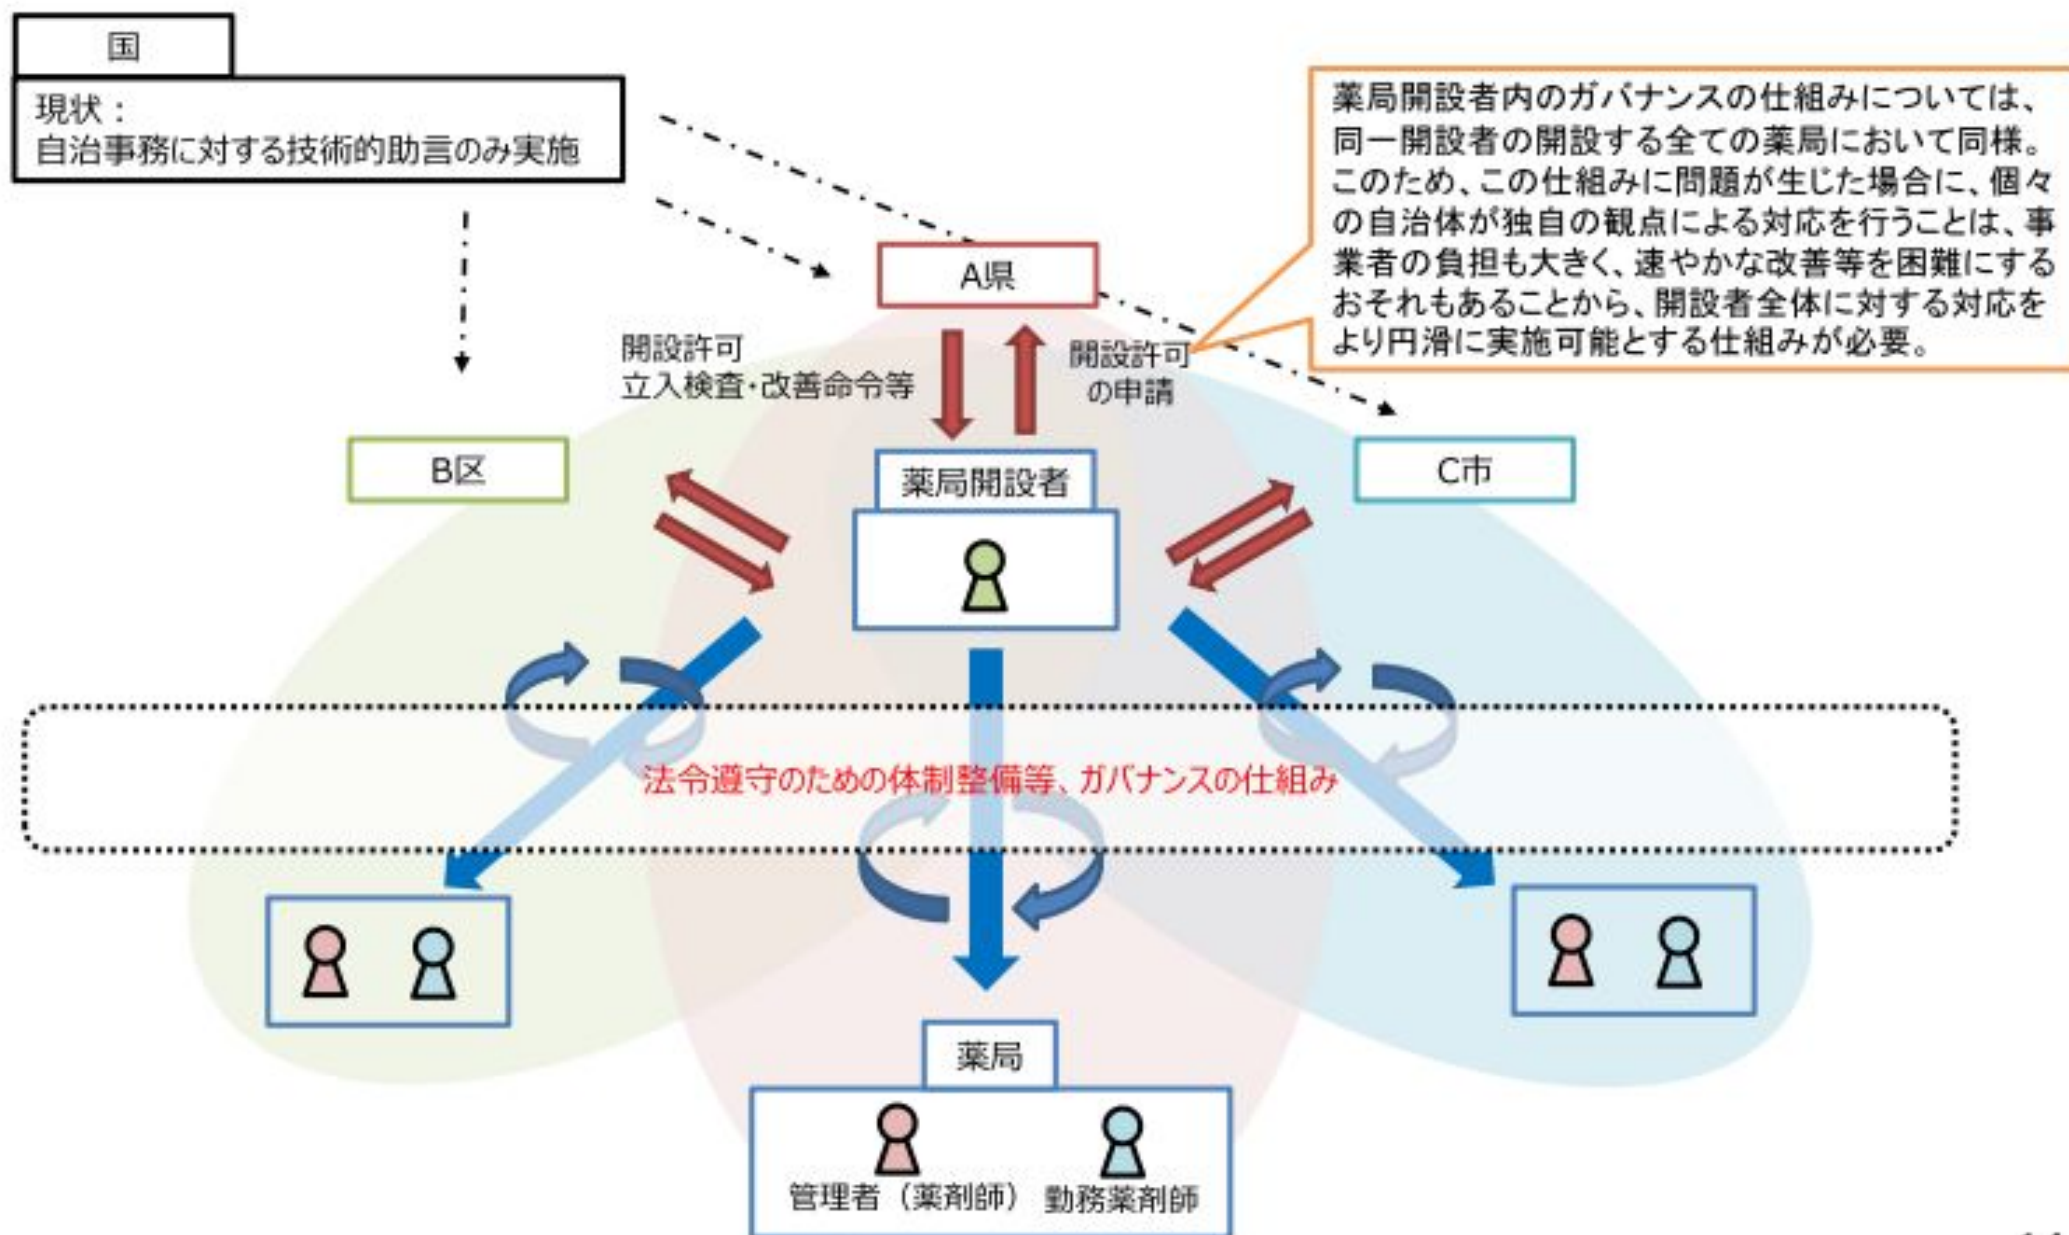 国
現状：
自治事務に対する技術的助言のみ実施
薬局開設者内のガバナンスの仕組みについては、
同一開設者の開設する全ての薬局において同様。
このため、この仕組みに問題が生じた場合に、個々
の自治体が独自の観点による対応を行うことは、事
業者の負担も大きく、速やかな改善等を困難にする
おそれもあることから、開設者全体に対する対応を
より円滑に実施可能とする仕組みが必要。
A県
開設許可
立入検査・改善命令等
開設許可
の申請
B区
薬局開設者
C市
法令遵守のための体制整備等、ガバナンスの仕組み
薬局
管理者（薬剤師）
勤務薬剤師